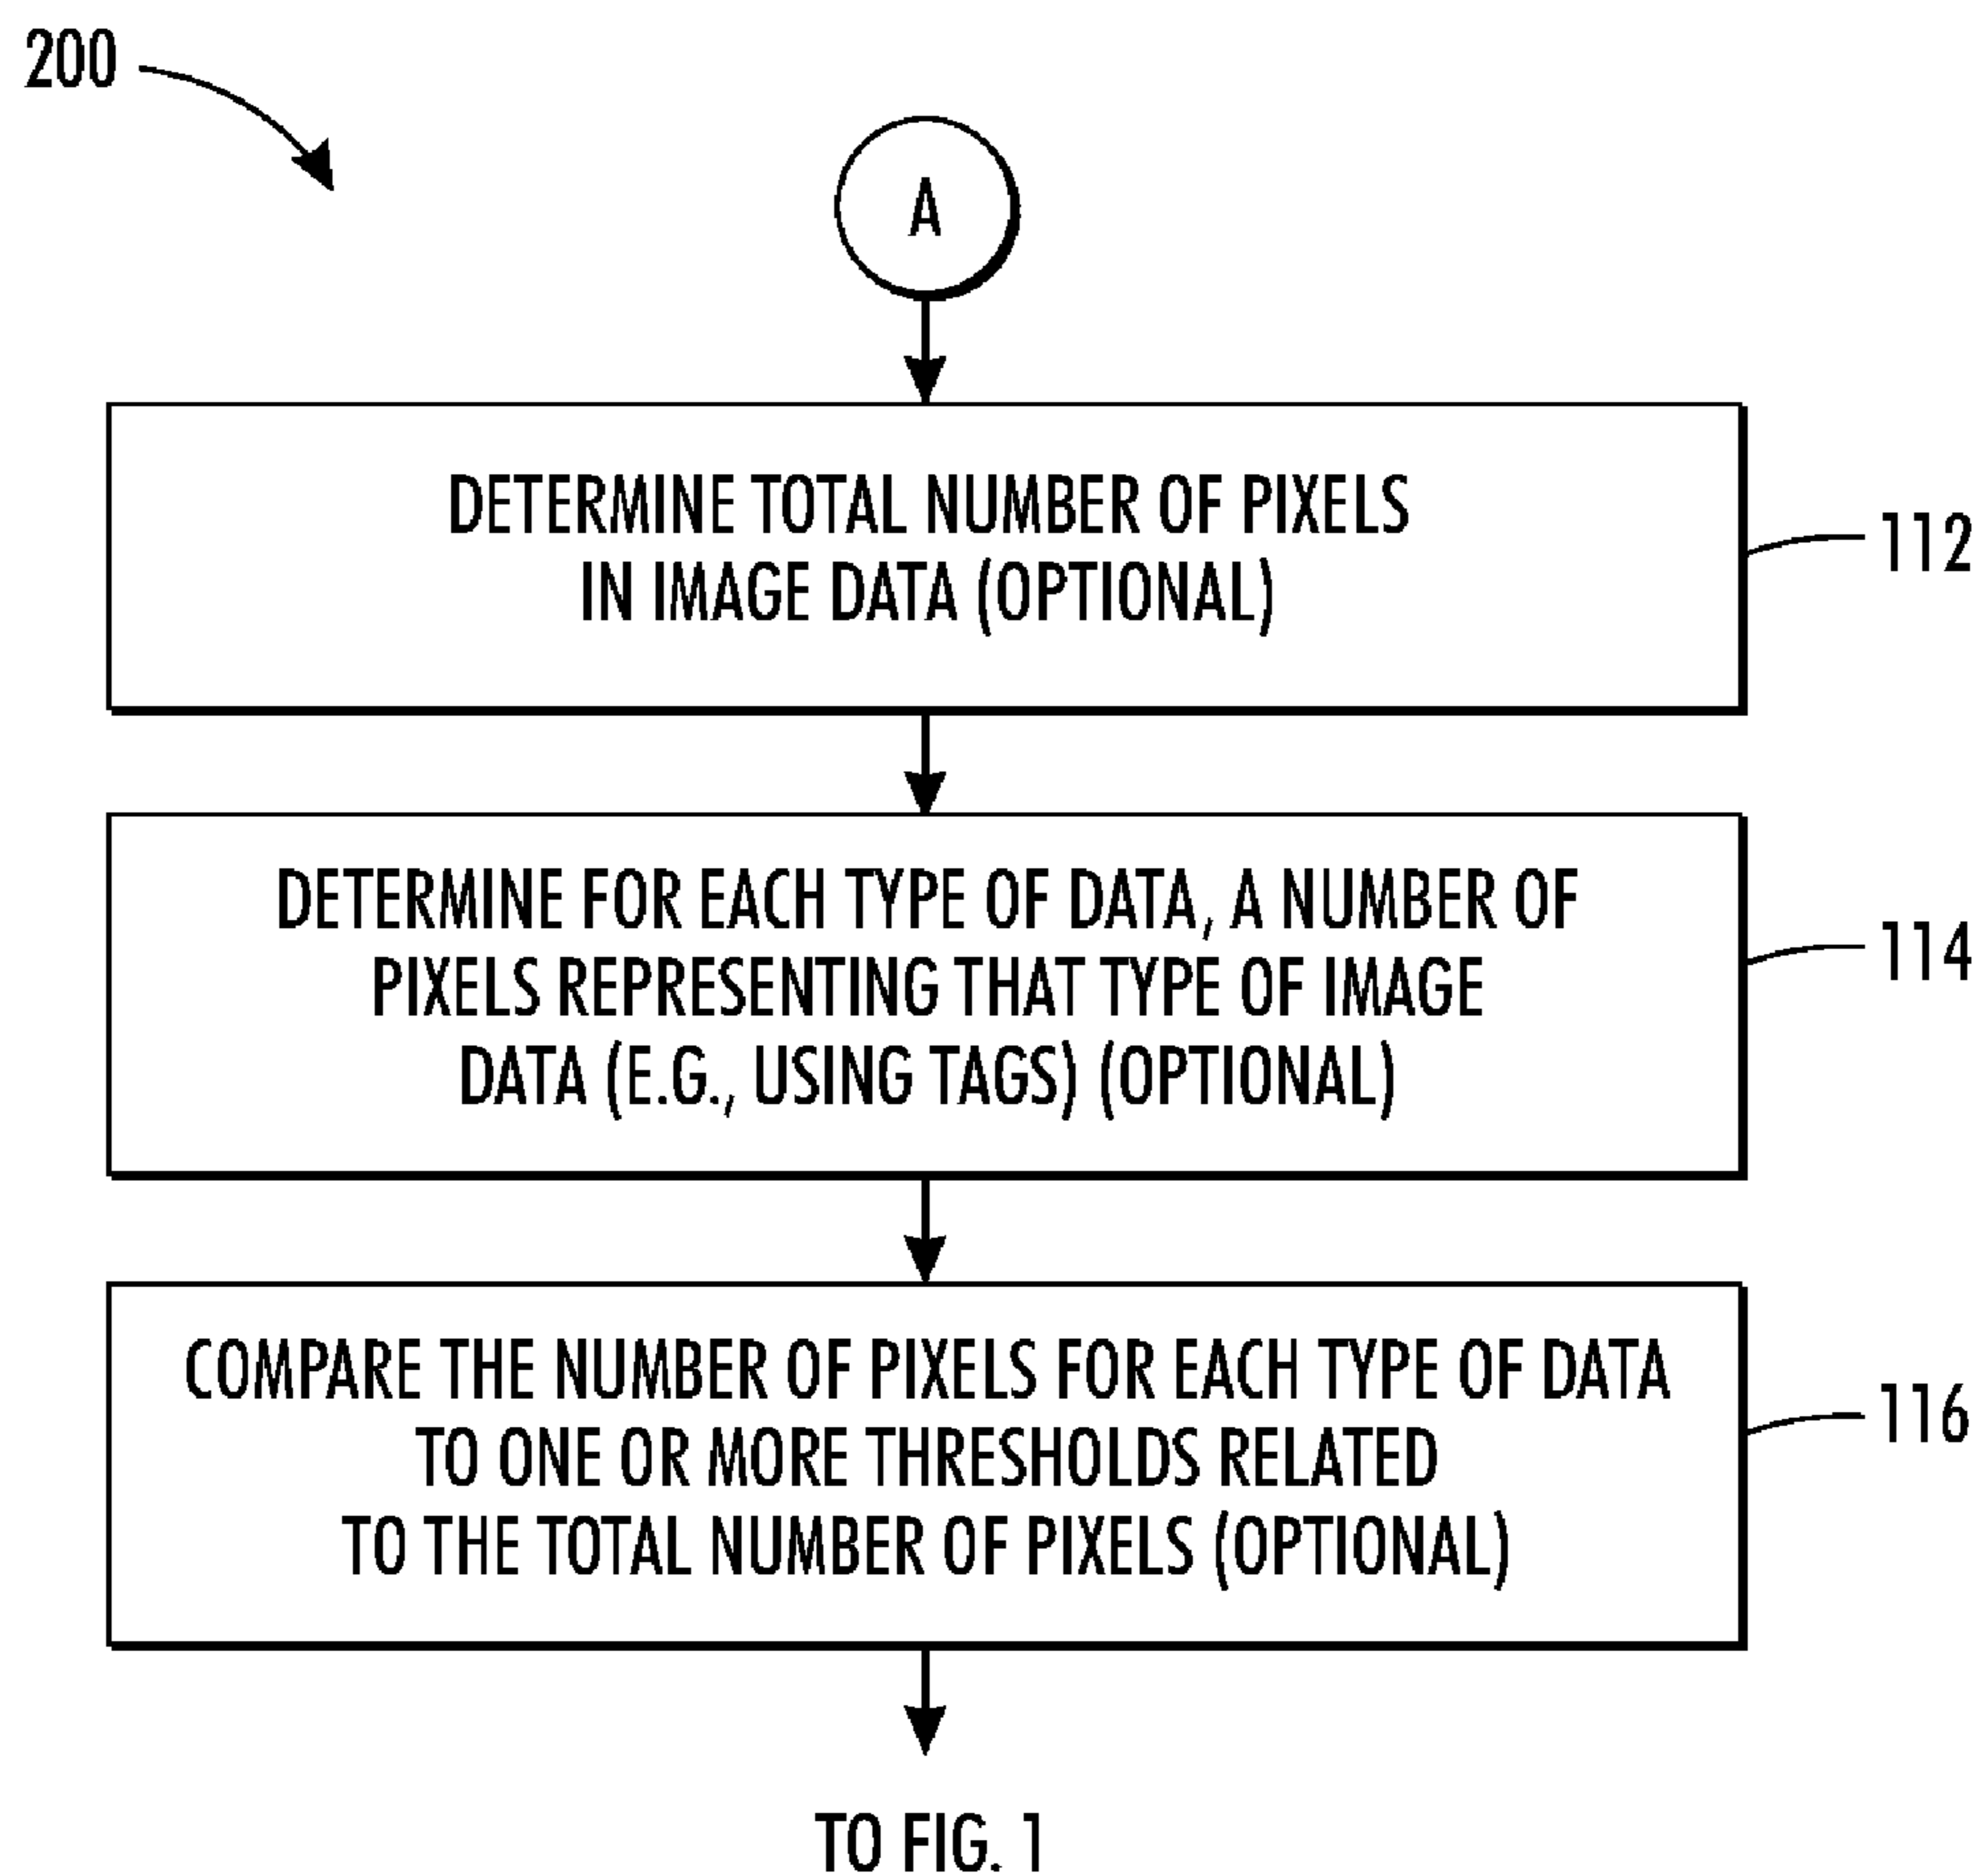 200
A
DETERMINE TOTAL NUMBER OF PIXELS
IN IMAGE DATA (OPTIONAL)
112
DETERMINE FOR EACH TYPE OF DATA, A NUMBER OF
PIXELS REPRESENTING THAT TYPE OF IMAGE
DATA (E.G., USING TAGS) (OPTIONAL)
114
COMPARE THE NUMBER OF PIXELS FOR EACH TYPE OF DATA
TO ONE OR MORE THRESHOLDS RELATED
TO THE TOTAL NUMBER OF PIXELS (OPTIONAL)
116
TO FIG. 1